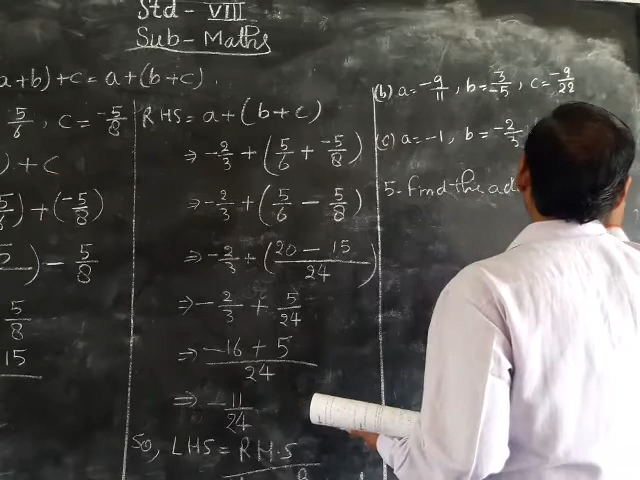 Std - VIII
Sub - Maths
a+b)+c = a+(b+c).
5/6, c = -5/8
) + c
5/6) + (-5/8)
5/ ) - 5/8
5/8
15
RHS = a+(b+c)
⇒ -2/3 + (5/6 + -5/8)
⇒ -2/3 + (5/6 - 5/8)
⇒ -2/3 + (20 - 15/24)
⇒ -2/3 + 5/24
⇒ -16 + 5/24
⇒ -11/24
So, LHS = RH.S
(b) a = -9/11, b = 3/-5, c = -9/22
(c) a = -1, b = -2/3
5. Find the ad